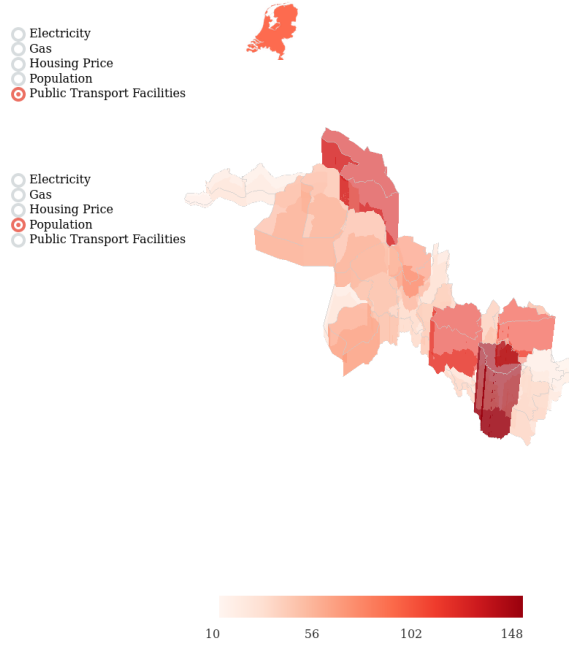 Electricity
Gas
Housing Price
Population
Public Transport Facilities
Electricity
Gas
Housing Price
Population
Public Transport Facilities
10 56 102 148